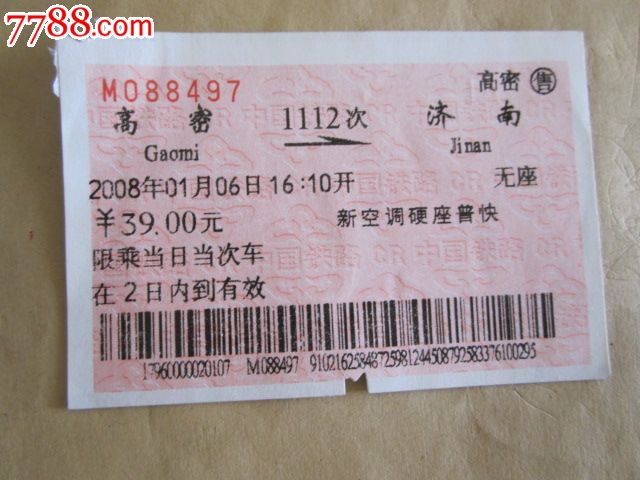 7788.com
M088497
高密 售
高密 1112次 济南
Gaomi Jinan
2008年01月06日16:10开 无座
￥39.00元 新空调硬座普快
限乘当日当次车
在2日内到有效
17960000020107 M088497 91021625848725981244508792583376100295